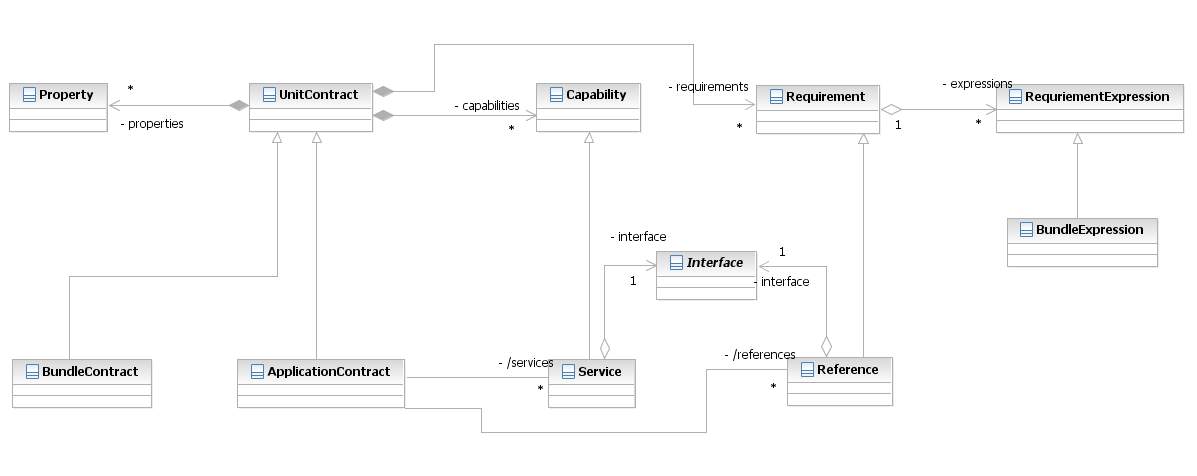 Property
*
- properties
UnitContract
- capabilities
*
Capability
- requirements
*
Requirement
1
- expressions
*
RequriementExpression
BundleExpression
- interface
1
Interface
1
- interface
BundleContract
ApplicationContract
- /services
*
Service
- /references
*
Reference